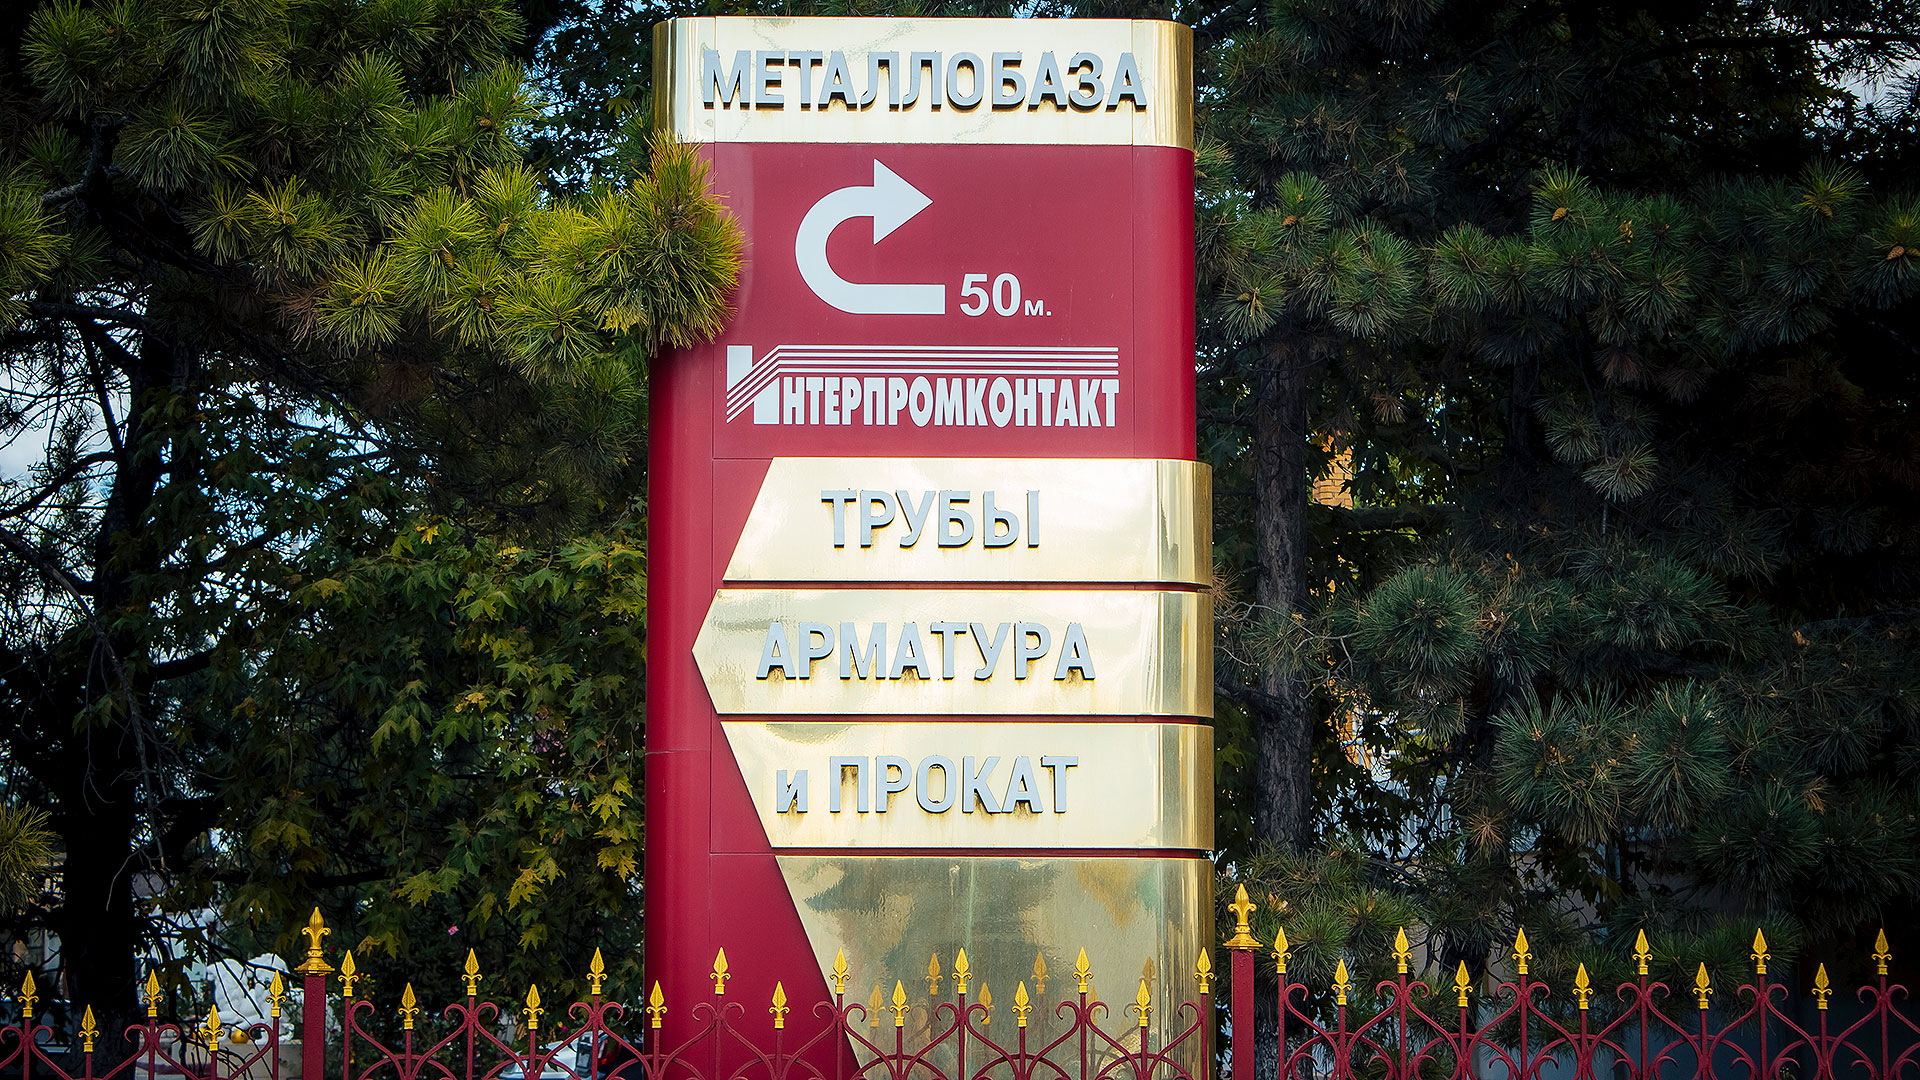 МЕТАЛЛОБАЗА
50м.
ИНТЕРПРОМКОНТАКТ
ТРУБЫ
АРМАТУРА
и ПРОКАТ